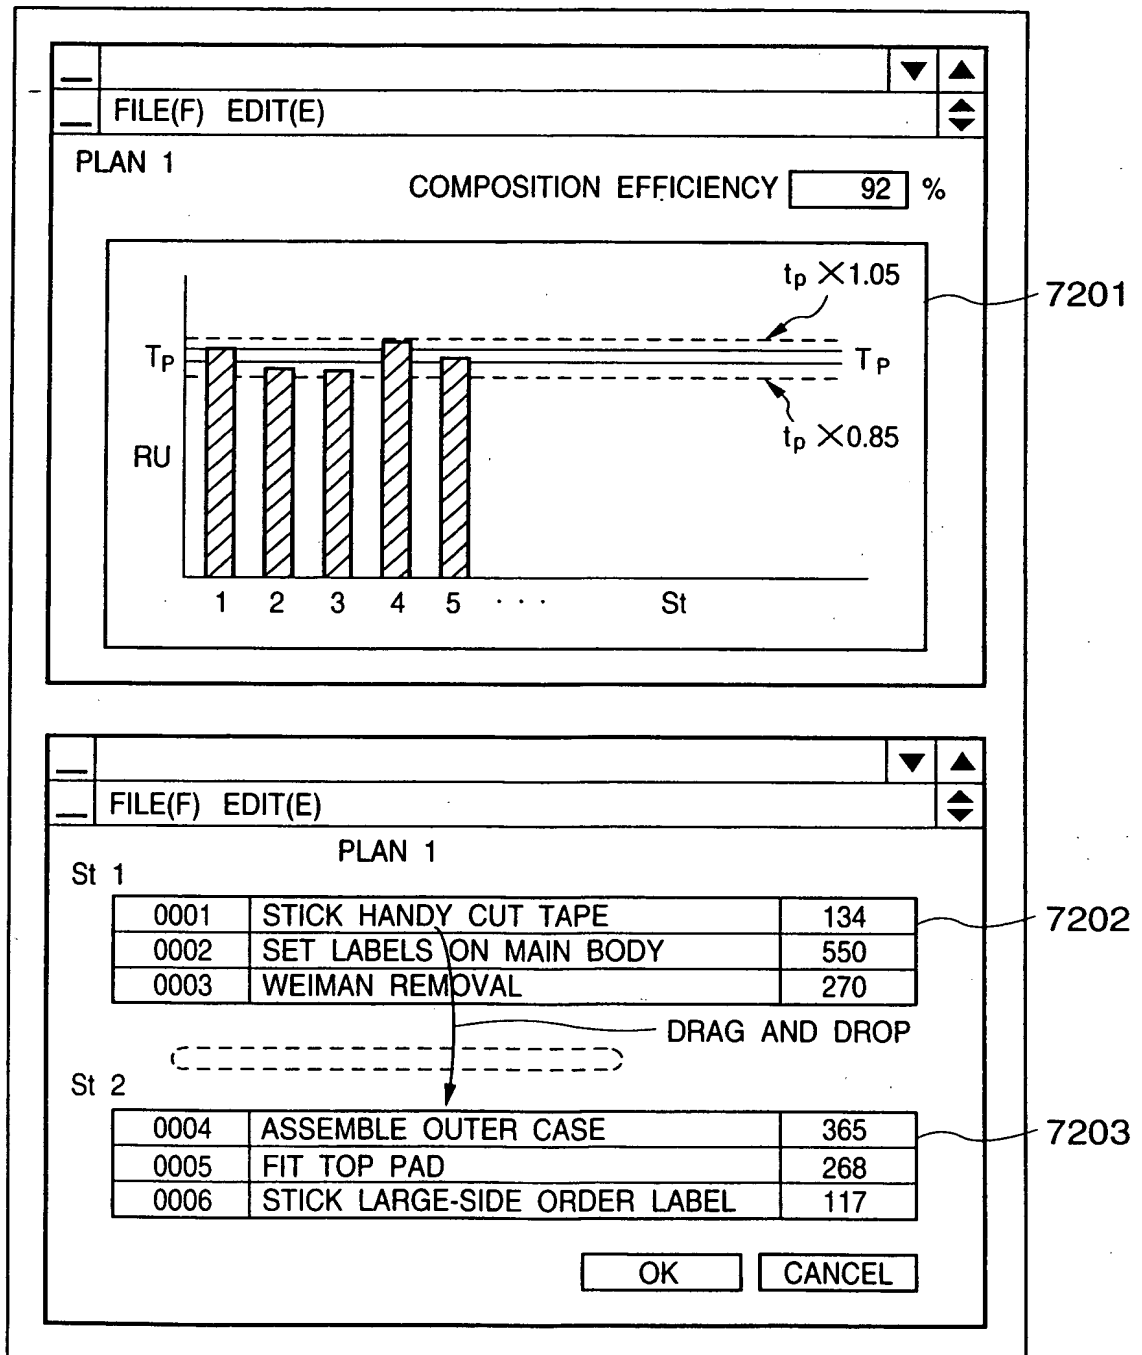 FILE(F) EDIT(E)
PLAN 1
COMPOSITION EFFICIENCY 92 %
tp ×1.05
7201
TP TP
tp ×0.85
RU
1 2 3 4 5 · · · St
FILE(F) EDIT(E)
PLAN 1
St 1
0001 STICK HANDY CUT TAPE 134
7202
0002 SET LABELS ON MAIN BODY 550
0003 WEIMAN REMOVAL 270
DRAG AND DROP
St 2
0004 ASSEMBLE OUTER CASE 365
7203
0005 FIT TOP PAD 268
0006 STICK LARGE-SIDE ORDER LABEL 117
OK CANCEL